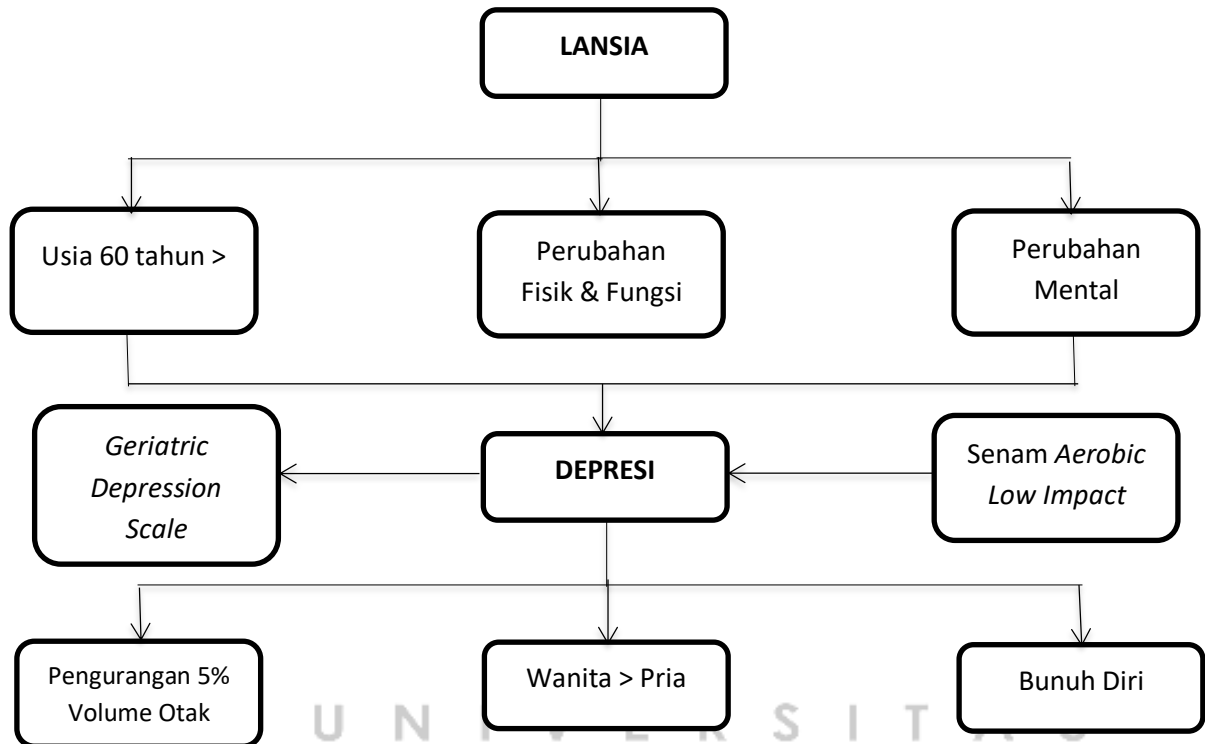 LANSIA
Usia 60 tahun >
Perubahan
Fisik & Fungsi
Perubahan
Mental
Geriatric
Depression
Scale
DEPRESI
Senam Aerobic
Low Impact
Pengurangan 5%
Volume Otak
Wanita > Pria
Bunuh Diri
UNIVERSITAS